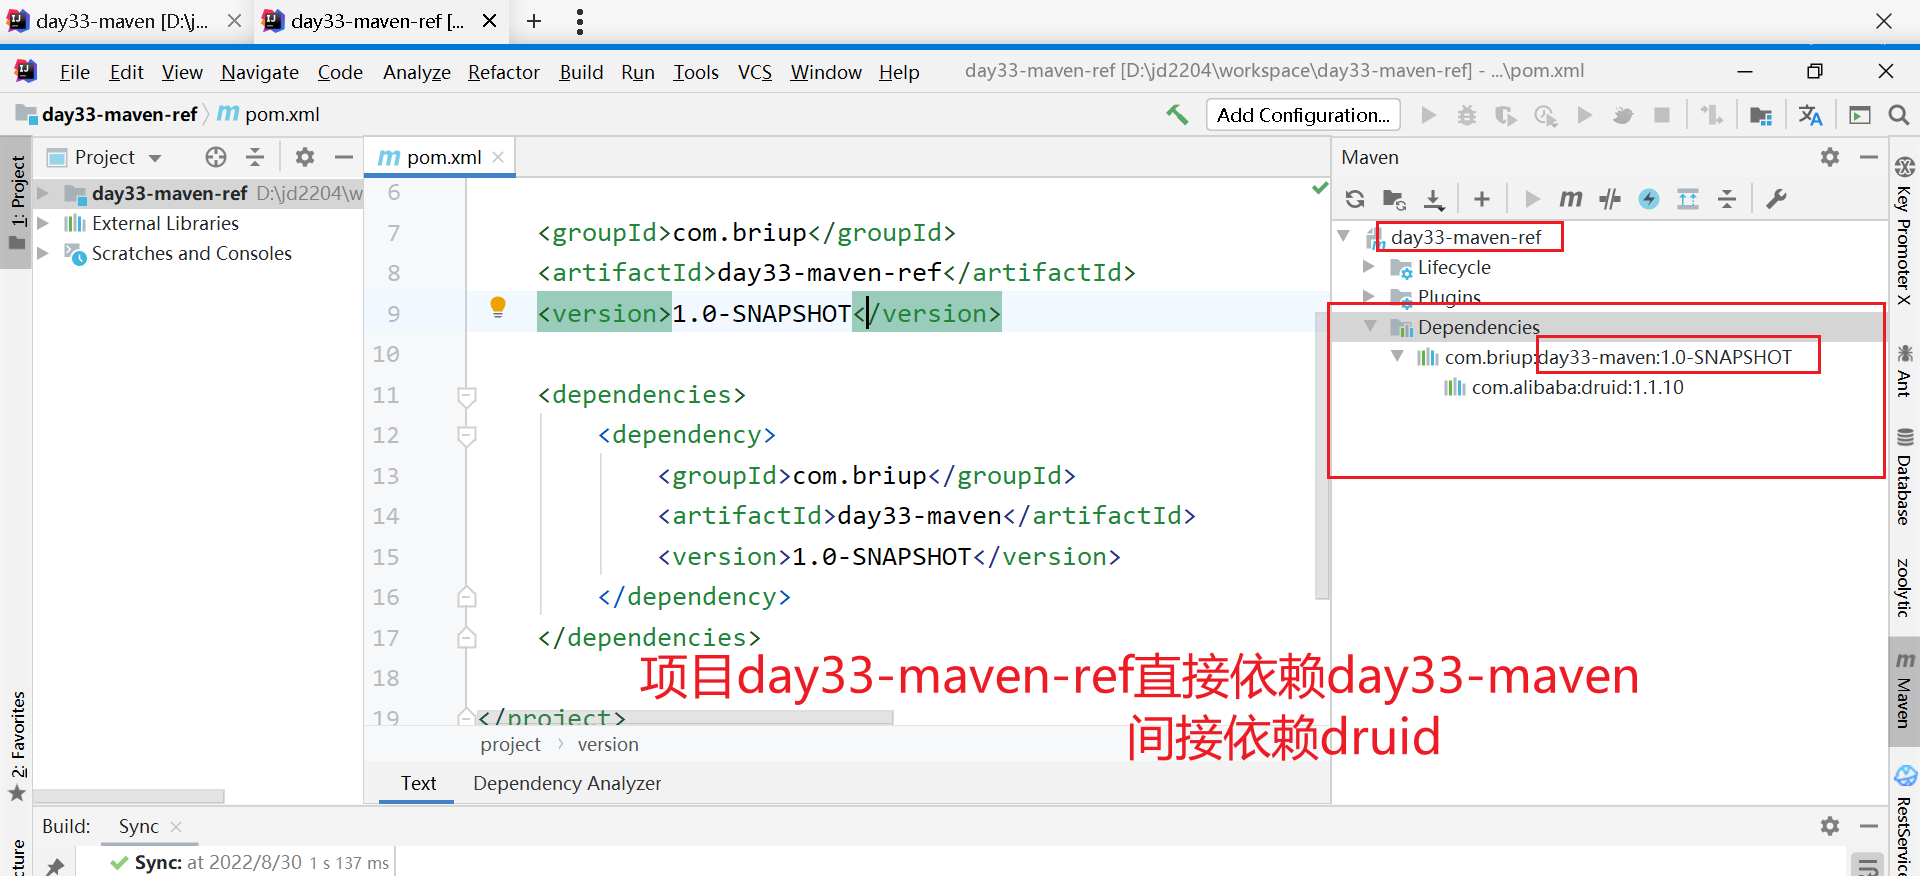 day33-maven [D:\j...
day33-maven-ref [...
File Edit View Navigate Code Analyze Refactor Build Run Tools VCS Window Help day33-maven-ref [D:\jd2204\workspace\day33-maven-ref] - ...\pom.xml
day33-maven-ref pom.xml
Add Configuration...
Project
pom.xml
Maven
1: Project
day33-maven-ref D:\jd2204\w
External Libraries
Scratches and Consoles
6
7 <groupId>com.briup</groupId>
8 <artifactId>day33-maven-ref</artifactId>
9 <version>1.0-SNAPSHOT</version>
10
11 <dependencies>
12 <dependency>
13 <groupId>com.briup</groupId>
14 <artifactId>day33-maven</artifactId>
15 <version>1.0-SNAPSHOT</version>
16 </dependency>
17 </dependencies>
18
19 </project>
项目day33-maven-ref直接依赖day33-maven
间接依赖druid
project › version
Text Dependency Analyzer
day33-maven-ref
Lifecycle
Plugins
Dependencies
com.briup:day33-maven:1.0-SNAPSHOT
com.alibaba:druid:1.1.10
Key Promoter X
Ant
Database
zoolytic
Maven
RestService
2: Favorites
cture
Build: Sync
Sync: at 2022/8/30 1 s 137 ms